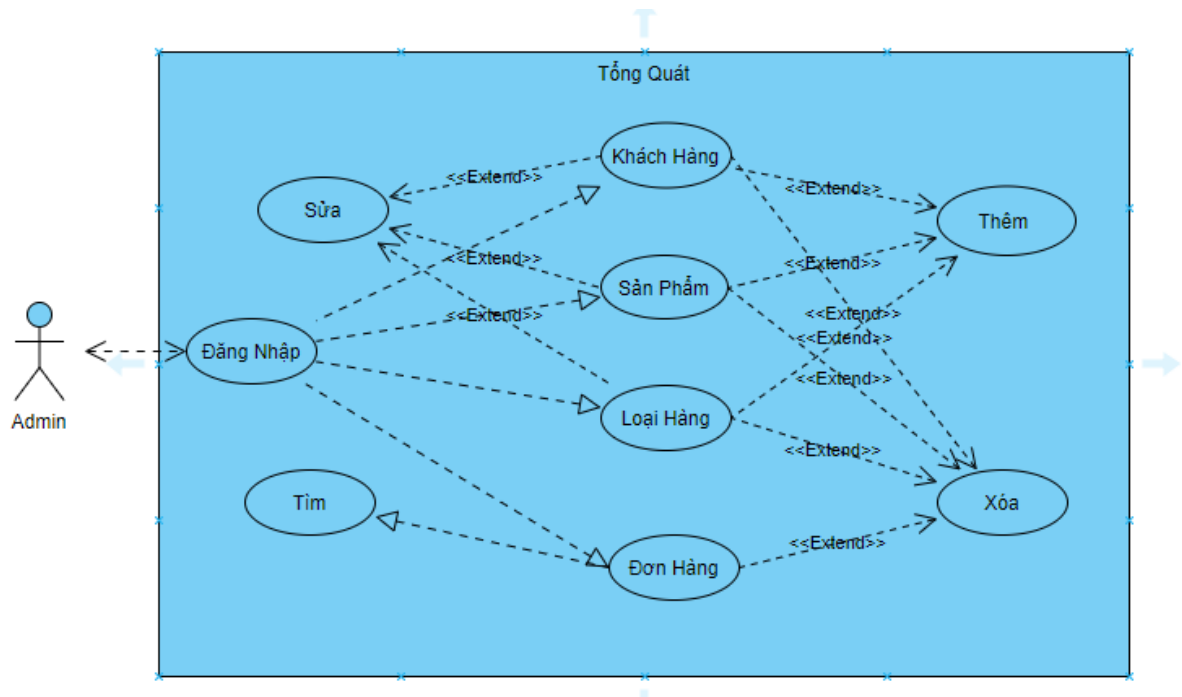 Tổng Quát
Khách Hàng
<<Extend>>
<<Extend>>
Sửa
Thêm
<<Extend>>
<<Extend>>
Sản Phẩm
<<Extend>>
<<Extend>>
<<Extend>>
Đăng Nhập
<<Extend>>
Admin
Loại Hàng
<<Extend>>
Tìm
Xóa
<<Extend>>
Đơn Hàng